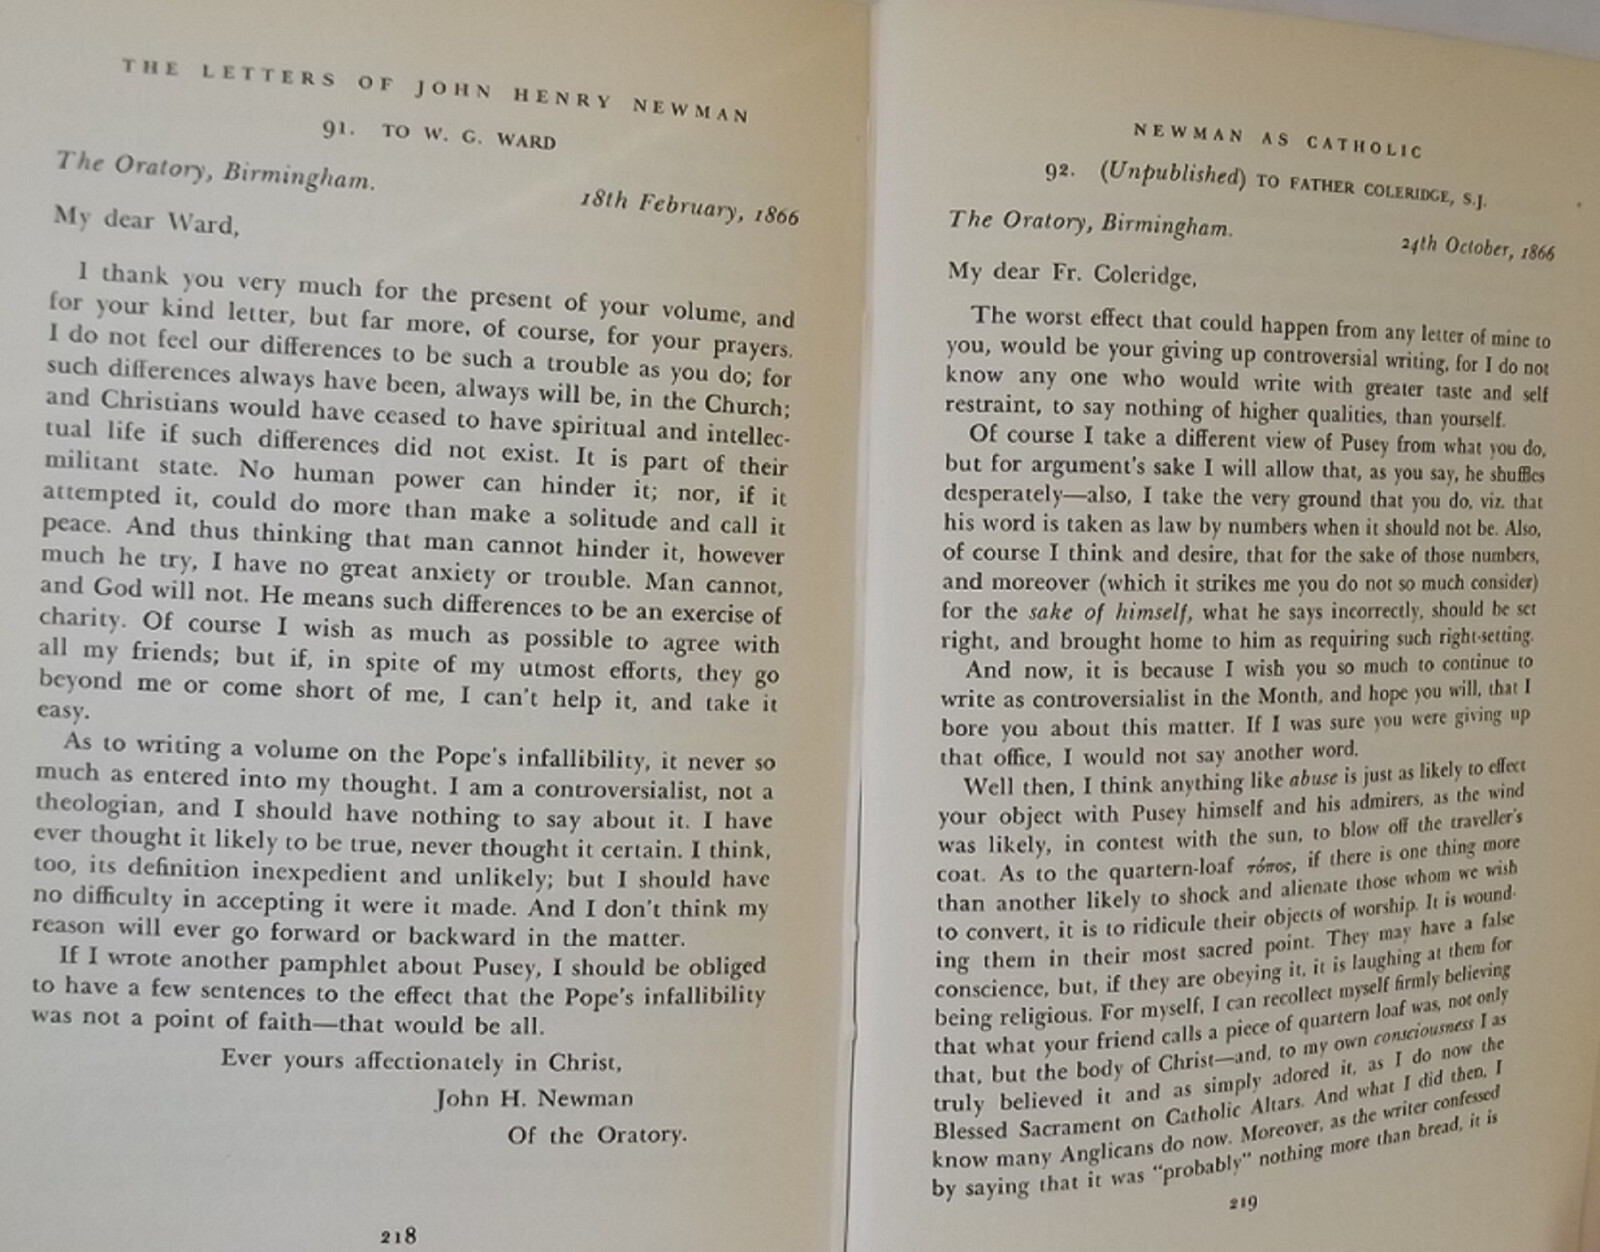 THE LETTERS OF JOHN HENRY NEWMAN
91. TO W. G. WARD
The Oratory, Birmingham.
18th February, 1866
My dear Ward,
I thank you very much for the present of your volume, and
for your kind letter, but far more, of course, for your prayers.
I do not feel our differences to be such a trouble as you do; for
such differences always have been, always will be, in the Church;
and Christians would have ceased to have spiritual and intellec-
tual life if such differences did not exist. It is part of their
militant state. No human power can hinder it; nor, if it
attempted it, could do more than make a solitude and call it
peace. And thus thinking that man cannot hinder it, however
much he try, I have no great anxiety or trouble. Man cannot,
and God will not. He means such differences to be an exercise of
charity. Of course I wish as much as possible to agree with
all my friends; but if, in spite of my utmost efforts, they go
beyond me or come short of me, I can't help it, and take it
easy.
As to writing a volume on the Pope's infallibility, it never so
much as entered into my thought. I am a controversialist, not a
theologian, and I should have nothing to say about it. I have
ever thought it likely to be true, never thought it certain. I think,
too, its definition inexpedient and unlikely; but I should have
no difficulty in accepting it were it made. And I don't think my
reason will ever go forward or backward in the matter.
If I wrote another pamphlet about Pusey, I should be obliged
to have a few sentences to the effect that the Pope's infallibility
was not a point of faith—that would be all.
Ever yours affectionately in Christ,
John H. Newman
Of the Oratory.
218
NEWMAN AS CATHOLIC
92. (Unpublished) TO FATHER COLERIDGE, S.J.
The Oratory, Birmingham.
24th October, 1866
My dear Fr. Coleridge,
The worst effect that could happen from any letter of mine to
you, would be your giving up controversial writing, for I do not
know any one who would write with greater taste and self
restraint, to say nothing of higher qualities, than yourself.
Of course I take a different view of Pusey from what you do,
but for argument's sake I will allow that, as you say, he shuffles
desperately—also, I take the very ground that you do, viz. that
his word is taken as law by numbers when it should not be. Also,
of course I think and desire, that for the sake of those numbers,
and moreover (which it strikes me you do not so much consider)
for the sake of himself, what he says incorrectly, should be set
right, and brought home to him as requiring such right-setting.
And now, it is because I wish you so much to continue to
write as controversialist in the Month, and hope you will, that I
bore you about this matter. If I was sure you were giving up
that office, I would not say another word.
Well then, I think anything like abuse is just as likely to effect
your object with Pusey himself and his admirers, as the wind
was likely, in contest with the sun, to blow off the traveller's
coat. As to the quartern-loaf τόπος, if there is one thing more
than another likely to shock and alienate those whom we wish
to convert, it is to ridicule their objects of worship. It is wound-
ing them in their most sacred point. They may have a false
conscience, but, if they are obeying it, it is laughing at them for
being religious. For myself, I can recollect myself firmly believing
that what your friend calls a piece of quartern loaf was, not only
that, but the body of Christ—and, to my own consciousness I as
truly believed it and as simply adored it, as I do now the
Blessed Sacrament on Catholic Altars. And what I did then, I
know many Anglicans do now. Moreover, as the writer confessed
by saying that it was "probably" nothing more than bread, it is
219